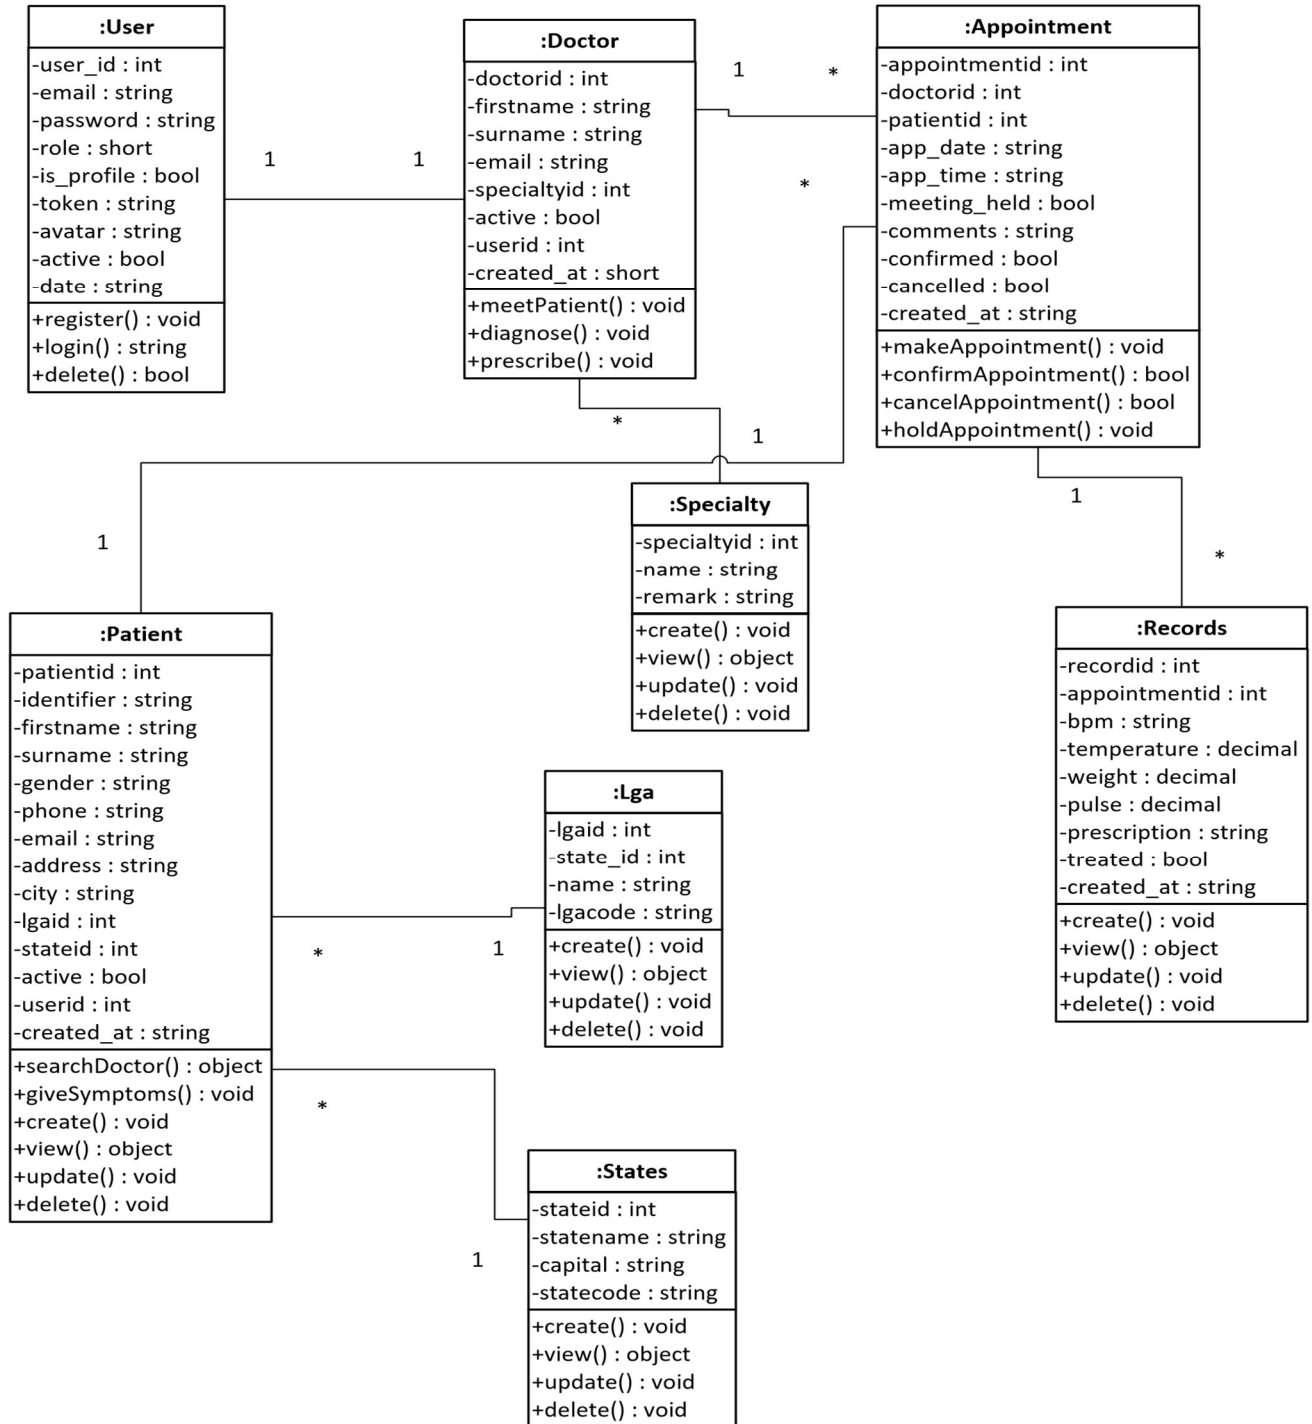 :User
-user_id : int
-email : string
-password : string
-role : short
-is_profile : bool
-token : string
-avatar : string
-active : bool
-date : string
+register() : void
+login() : string
+delete() : bool
1
1
:Doctor
-doctorid : int
-firstname : string
-surname : string
-email : string
-specialtyid : int
-active : bool
-userid : int
-created_at : short
+meetPatient() : void
+diagnose() : void
+prescribe() : void
1
*
*
:Appointment
-appointmentid : int
-doctorid : int
-patientid : int
-app_date : string
-app_time : string
-meeting_held : bool
-comments : string
-confirmed : bool
-cancelled : bool
-created_at : string
+makeAppointment() : void
+confirmAppointment() : bool
+cancelAppointment() : bool
+holdAppointment() : void
*
1
1
:Specialty
-specialtyid : int
-name : string
-remark : string
+create() : void
+view() : object
+update() : void
+delete() : void
1
*
:Records
-recordid : int
-appointmentid : int
-bpm : string
-temperature : decimal
-weight : decimal
-pulse : decimal
-prescription : string
-treated : bool
-created_at : string
+create() : void
+view() : object
+update() : void
+delete() : void
:Patient
-patientid : int
-identifier : string
-firstname : string
-surname : string
-gender : string
-phone : string
-email : string
-address : string
-city : string
-lgaid : int
-stateid : int
-active : bool
-userid : int
-created_at : string
+searchDoctor() : object
+giveSymptoms() : void
+create() : void
+view() : object
+update() : void
+delete() : void
*
1
:Lga
-lgaid : int
-state_id : int
-name : string
-lgacode : string
+create() : void
+view() : object
+update() : void
+delete() : void
*
1
:States
-stateid : int
-statename : string
-capital : string
-statecode : string
+create() : void
+view() : object
+update() : void
+delete() : void